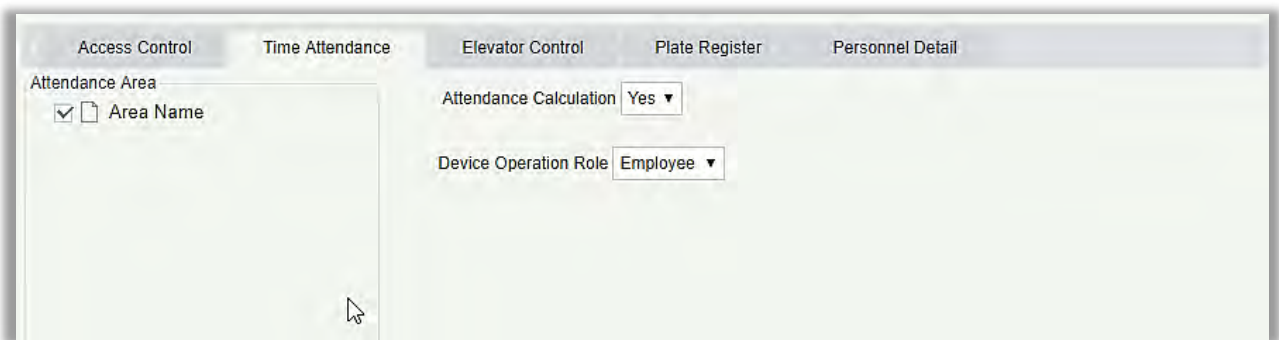 Access Control Time Attendance Elevator Control Plate Register Personnel Detail
Attendance Area
Area Name
Attendance Calculation Yes
Device Operation Role Employee